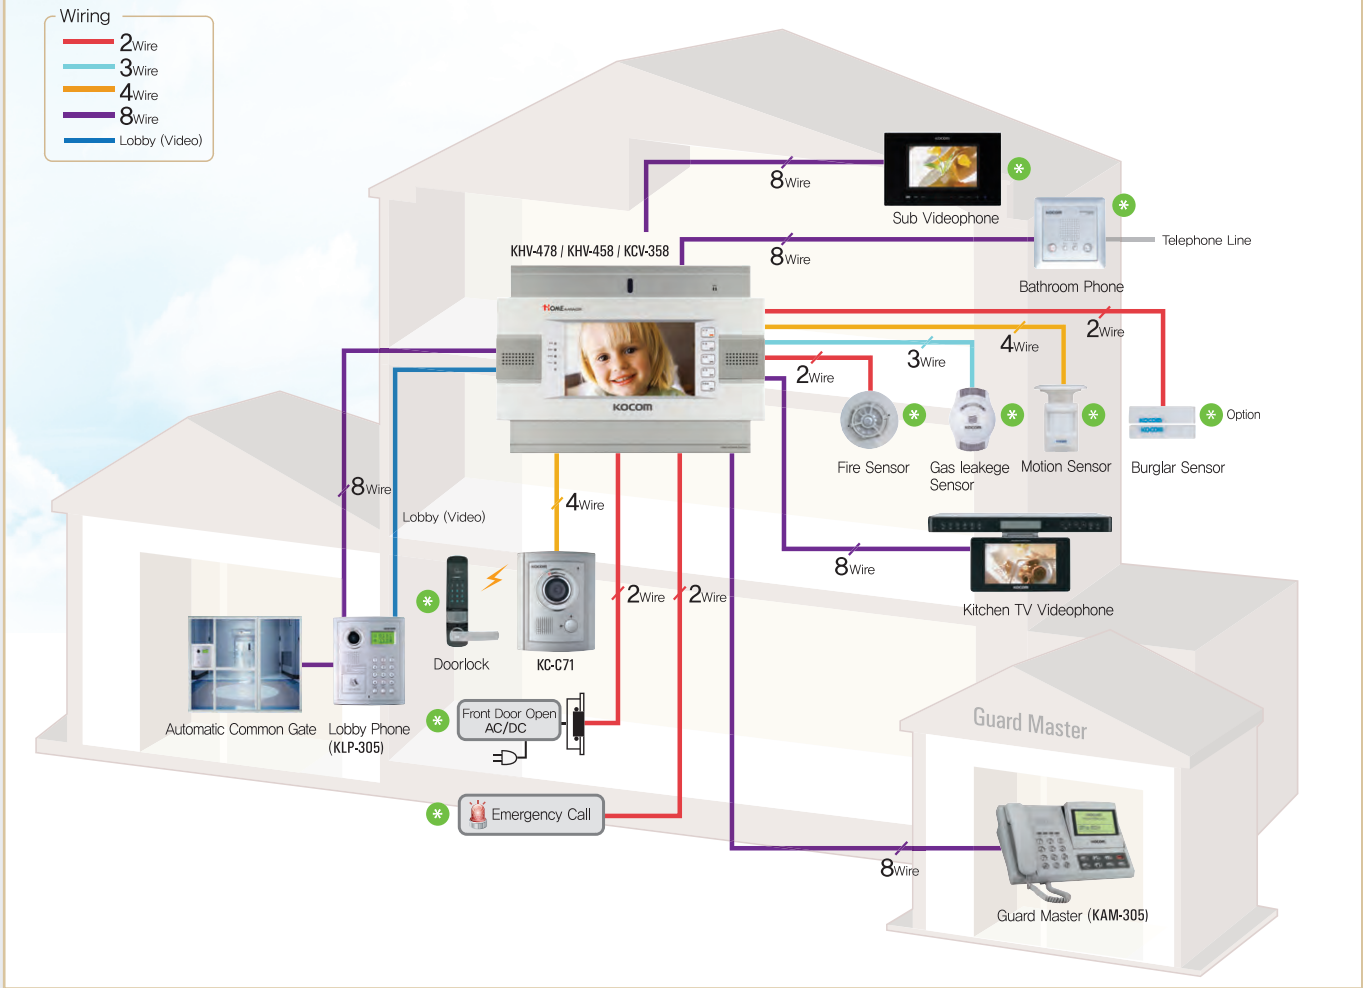 Wiring
2Wire
3Wire
4Wire
8Wire
Lobby (Video)
8Wire
Sub Videophone
KHV-478 / KHV-458 / KCV-358
8Wire
Telephone Line
Bathroom Phone
HOME
KOCOM
2Wire
4Wire
3Wire
2Wire
Option
Fire Sensor
Gas leakege
Sensor
Motion Sensor
Burglar Sensor
8Wire
Lobby (Video)
4Wire
8Wire
Kitchen TV Videophone
2Wire
2Wire
Doorlock
KC-C71
Automatic Common Gate
Lobby Phone
(KLP-305)
Front Door Open
AC/DC
Emergency Call
Guard Master
8Wire
Guard Master (KAM-305)